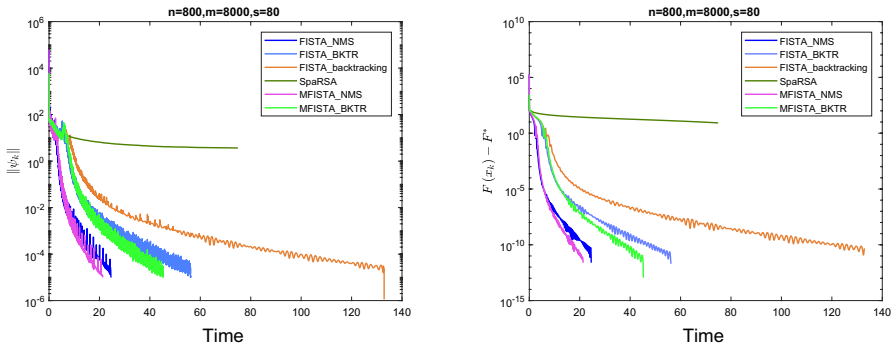 n=800,m=8000,s=80
10^6
10^4
10^2
10^0
10^-2
10^-4
10^-6
‖ψ_k‖
0 20 40 60 80 100 120 140
Time
FISTA_NMS
FISTA_BKTR
FISTA_backtracking
SpaRSA
MFISTA_NMS
MFISTA_BKTR
n=800,m=8000,s=80
10^10
10^5
10^0
10^-5
10^-10
10^-15
F (x_k) − F*
0 20 40 60 80 100 120 140
Time
FISTA_NMS
FISTA_BKTR
FISTA_backtracking
SpaRSA
MFISTA_NMS
MFISTA_BKTR